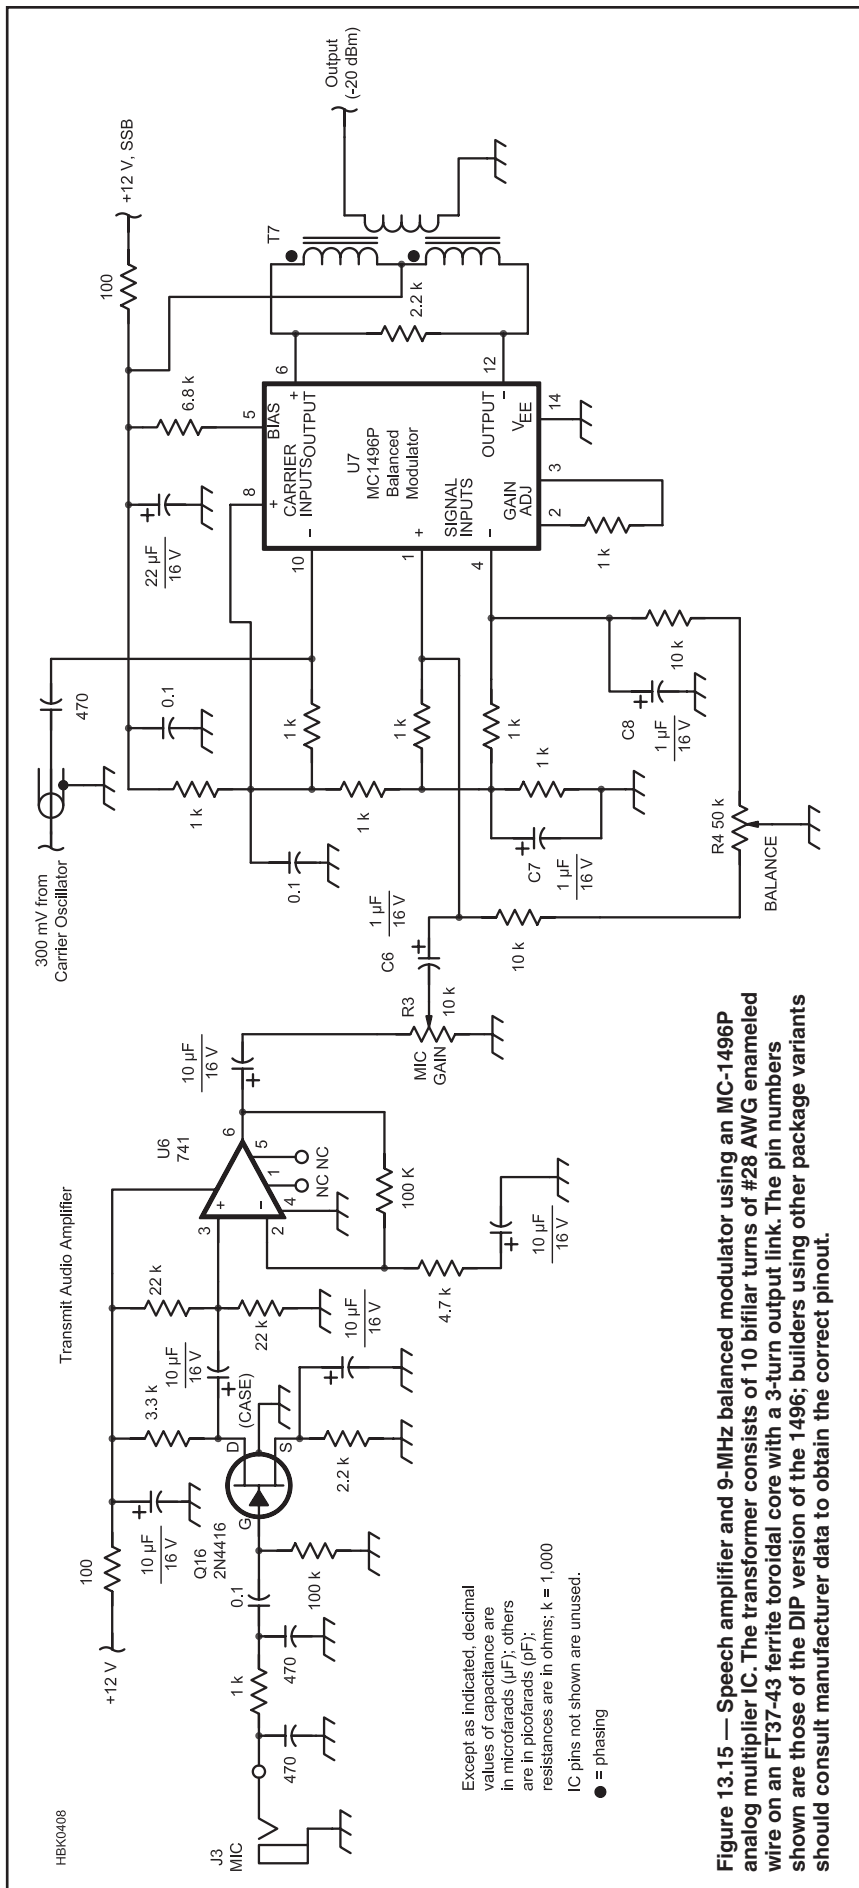 HBK0408
Transmit Audio Amplifier
300 mV from
Carrier Oscillator
470
+12 V, SSB
100
0.1
22 µF
16 V
6.8 k
1 k
0.1
1 k
1 k
1 k
1 k
1 k
8
5
+
BIAS
CARRIER
INPUTS
-
10
6
+
OUTPUT
U7
MC1496P
Balanced
Modulator
1
+
SIGNAL
INPUTS
-
4
12
-
OUTPUT
GAIN
ADJ
VEE
2
3
14
1 k
2.2 k
T7
Output
(-20 dBm)
+12 V
100
10 µF
16 V
3.3 k
22 k
22 k
10 µF
16 V
Q16
2N4416
G
D
S
(CASE)
J3
MIC
470
1 k
470
0.1
100 k
2.2 k
10 µF
16 V
U6
741
3
+
2
-
4
1
5
6
NC NC
100 K
4.7 k
10 µF
16 V
10 µF
16 V
R3
10 k
MIC
GAIN
C6
1 µF
16 V
10 k
C7
1 µF
16 V
C8
1 µF
16 V
10 k
R4 50 k
BALANCE
Except as indicated, decimal
values of capacitance are
in microfarads (µF); others
are in picofarads (pF);
resistances are in ohms; k = 1,000
IC pins not shown are unused.
● = phasing
Figure 13.15 — Speech amplifier and 9-MHz balanced modulator using an MC-1496P
analog multiplier IC. The transformer consists of 10 bifilar turns of #28 AWG enameled
wire on an FT37-43 ferrite toroidal core with a 3-turn output link. The pin numbers
shown are those of the DIP version of the 1496; builders using other package variants
should consult manufacturer data to obtain the correct pinout.